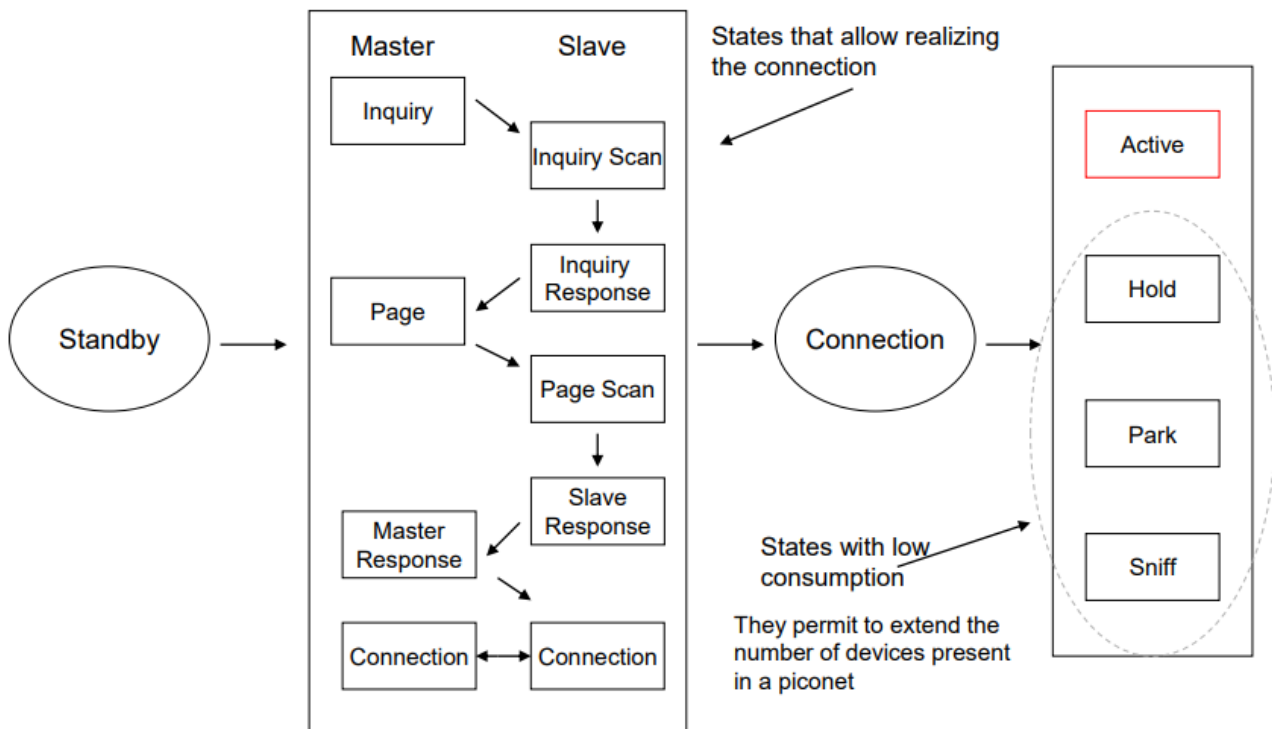 Master
Slave
States that allow realizing
the connection
Inquiry
Active
Inquiry Scan
Inquiry
Response
Hold
Page
Standby
Connection
Page Scan
Park
Slave
Response
Master
Response
States with low
consumption
Sniff
They permit to extend the
number of devices present
in a piconet
Connection
Connection